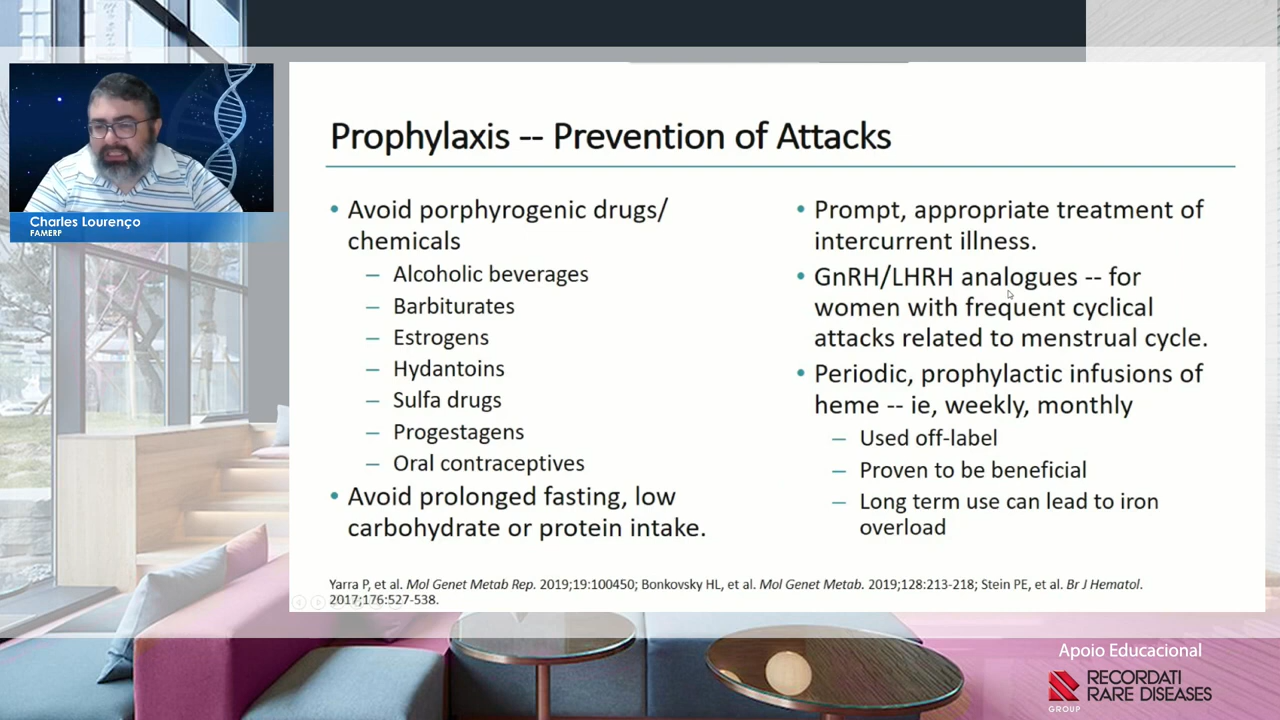 Charles Lourenço
FAMERP
Prophylaxis -- Prevention of Attacks
• Avoid porphyrogenic drugs/
chemicals
– Alcoholic beverages
– Barbiturates
– Estrogens
– Hydantoins
– Sulfa drugs
– Progestagens
– Oral contraceptives
• Avoid prolonged fasting, low
carbohydrate or protein intake.
• Prompt, appropriate treatment of
intercurrent illness.
• GnRH/LHRH analogues -- for
women with frequent cyclical
attacks related to menstrual cycle.
• Periodic, prophylactic infusions of
heme -- ie, weekly, monthly
– Used off-label
– Proven to be beneficial
– Long term use can lead to iron
overload
Yarra P, et al. Mol Genet Metab Rep. 2019;19:100450; Bonkovsky HL, et al. Mol Genet Metab. 2019;128:213-218; Stein PE, et al. Br J Hematol.
2017;176:527-538.
Apoio Educacional
RECORDATI
RARE DISEASES
GROUP